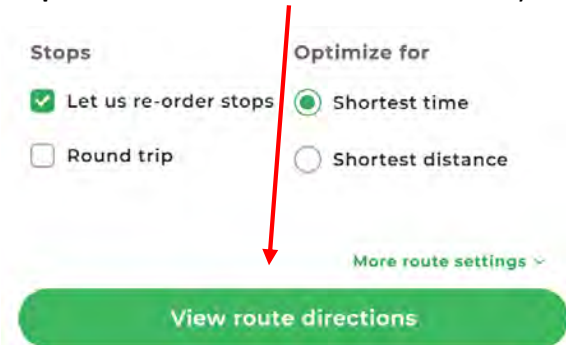 Stops Optimize for
Let us re-order stops Shortest time
Round trip Shortest distance
More route settings
View route directions